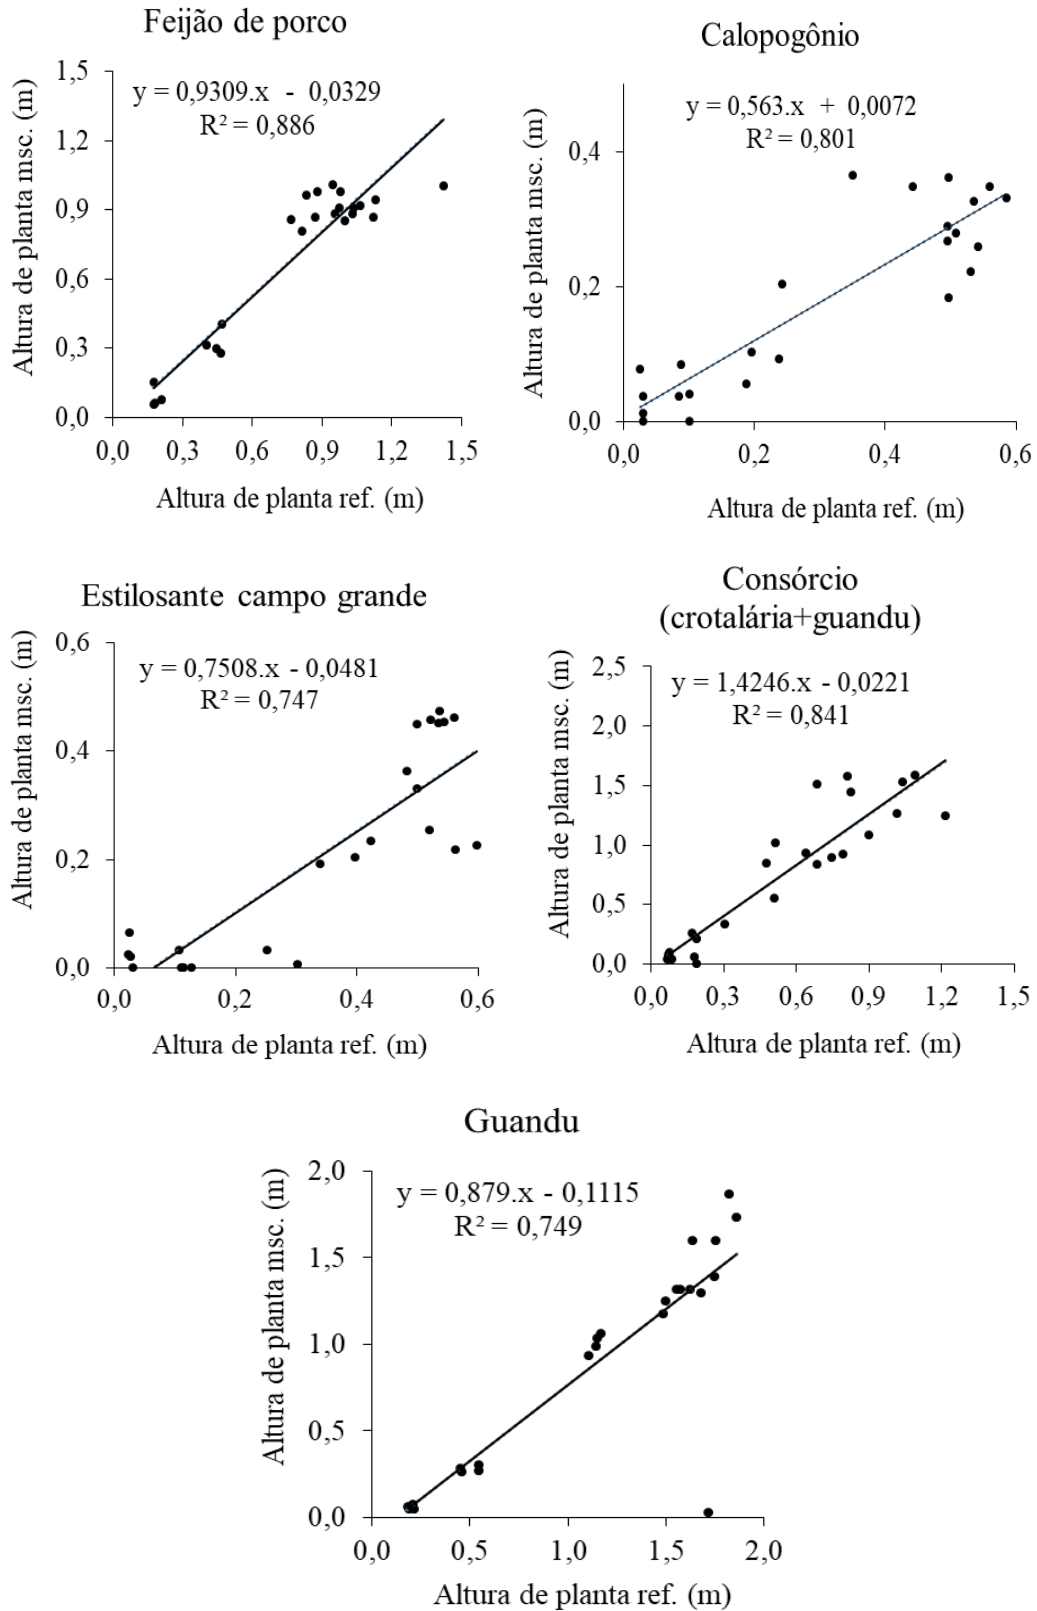 Feijão de porco
y = 0,9309.x - 0,0329
R² = 0,886
Altura de planta msc. (m)
1,5
1,2
0,9
0,6
0,3
0,0
0,0 0,3 0,6 0,9 1,2 1,5
Altura de planta ref. (m)
Calopogônio
y = 0,563.x + 0,0072
R² = 0,801
Altura de planta msc. (m)
0,4
0,2
0,0
0,0 0,2 0,4 0,6
Altura de planta ref. (m)
Estilosante campo grande
y = 0,7508.x - 0,0481
R² = 0,747
Altura de planta msc. (m)
0,6
0,4
0,2
0,0
0,0 0,2 0,4 0,6
Altura de planta ref. (m)
Consórcio
(crotalária+guandu)
y = 1,4246.x - 0,0221
R² = 0,841
Altura de planta msc. (m)
2,5
2,0
1,5
1,0
0,5
0,0
0,0 0,3 0,6 0,9 1,2 1,5
Altura de planta ref. (m)
Guandu
y = 0,879.x - 0,1115
R² = 0,749
Altura de planta msc. (m)
2,0
1,5
1,0
0,5
0,0
0,0 0,5 1,0 1,5 2,0
Altura de planta ref. (m)